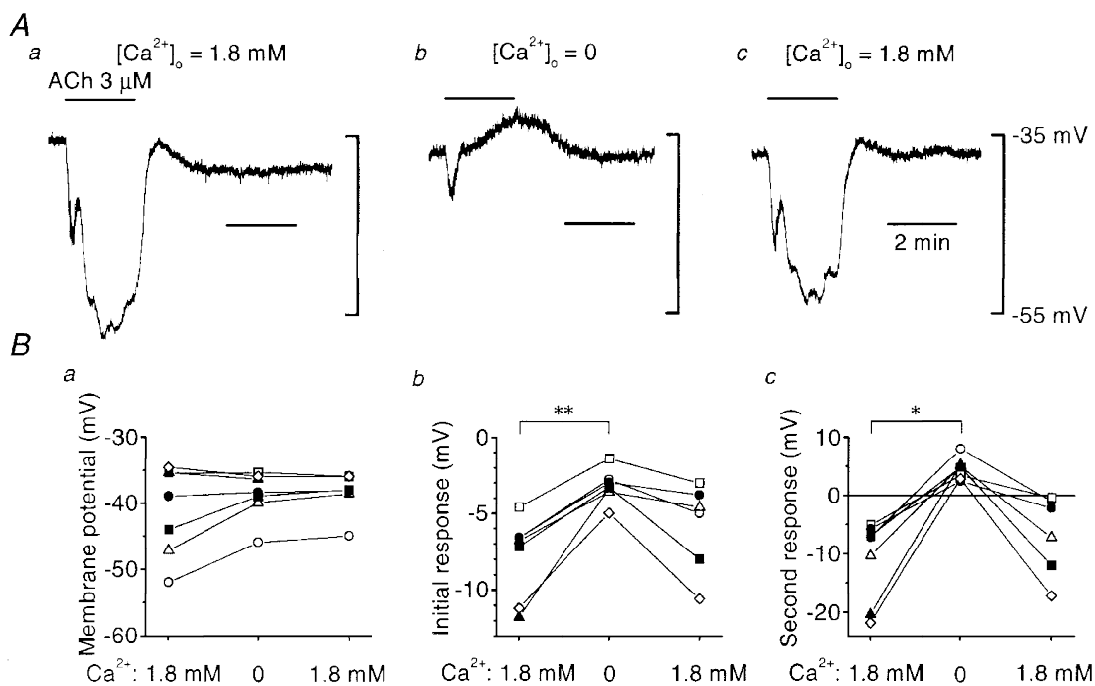 A
a [Ca²⁺]ₒ = 1.8 mM
b [Ca²⁺]ₒ = 0
c [Ca²⁺]ₒ = 1.8 mM
ACh 3 µM
-35 mV
2 min
-55 mV
B
a
Membrane potential (mV)
-30
-40
-50
-60
Ca²⁺: 1.8 mM 0 1.8 mM
b
Initial response (mV)
**
0
-5
-10
Ca²⁺: 1.8 mM 0 1.8 mM
c
Second response (mV)
*
10
0
-10
-20
Ca²⁺: 1.8 mM 0 1.8 mM